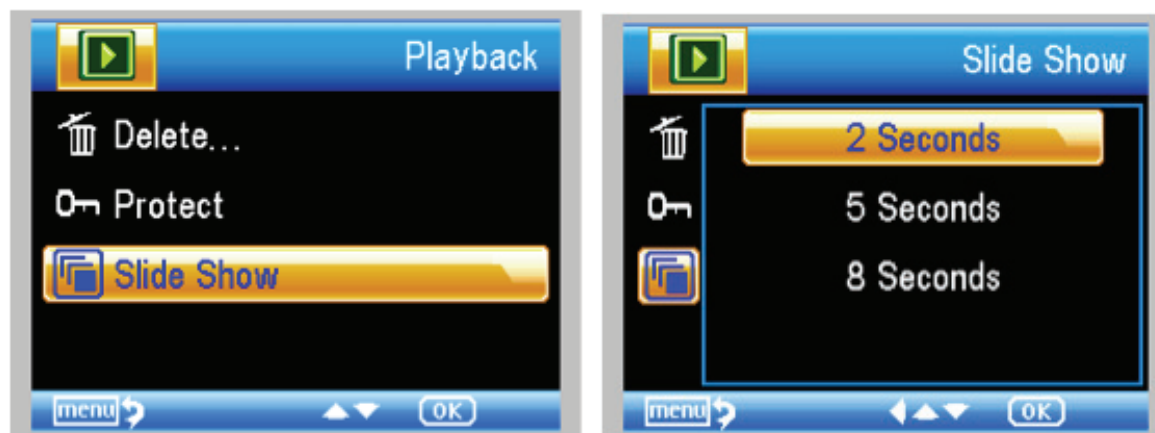 Playback
Delete...
Protect
Slide Show
menu OK
Slide Show
2 Seconds
5 Seconds
8 Seconds
menu OK